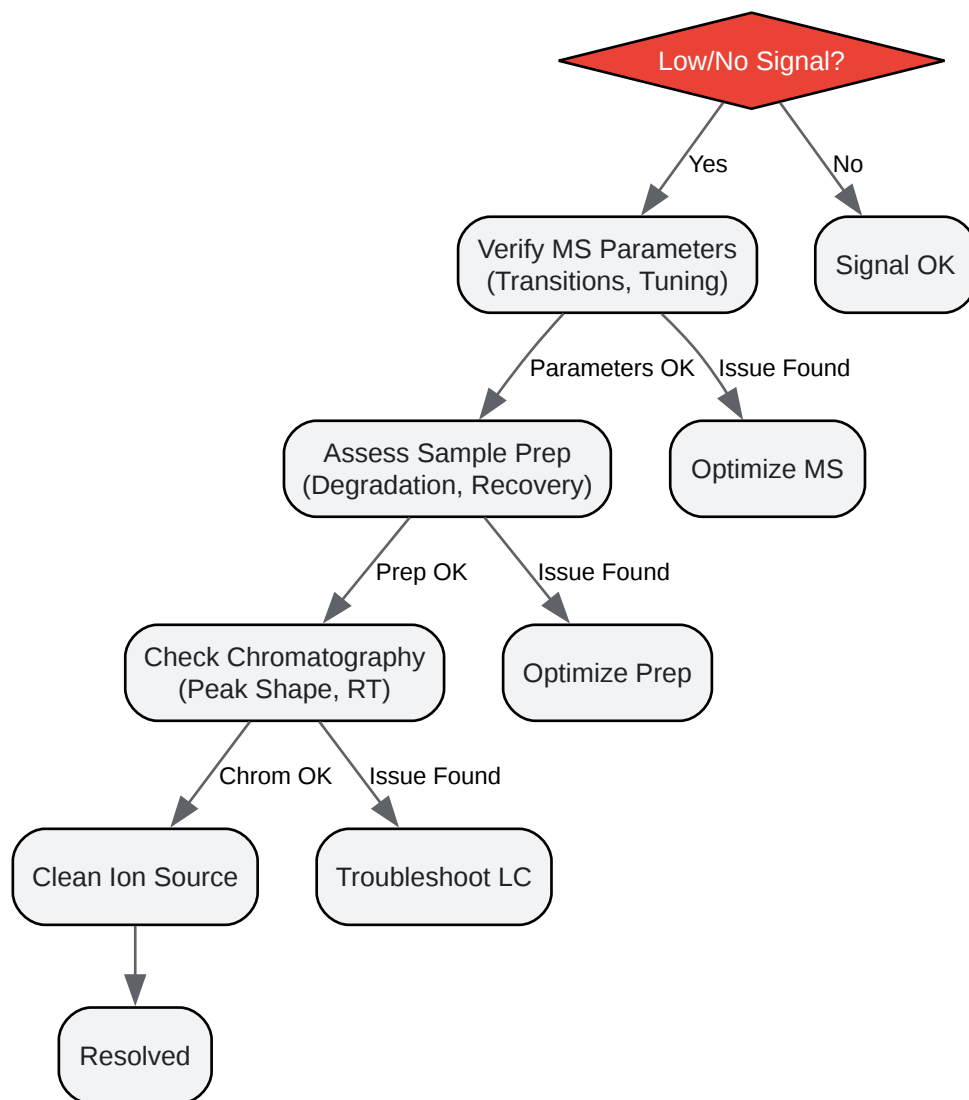 Low/No Signal?
Yes
No
Verify MS Parameters
(Transitions, Tuning)
Signal OK
Parameters OK
Issue Found
Assess Sample Prep
(Degradation, Recovery)
Optimize MS
Prep OK
Issue Found
Check Chromatography
(Peak Shape, RT)
Optimize Prep
Chrom OK
Issue Found
Clean Ion Source
Troubleshoot LC
Resolved